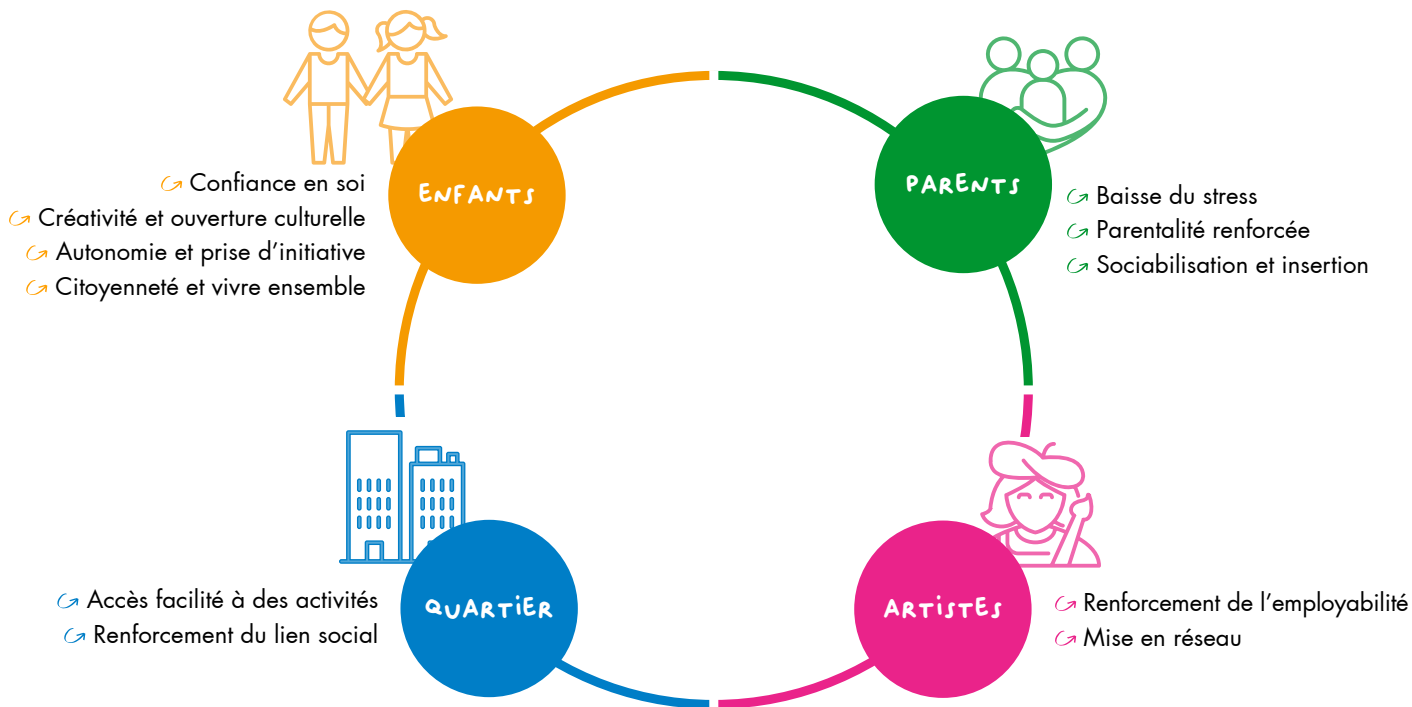 ENFANTS
Confiance en soi
Créativité et ouverture culturelle
Autonomie et prise d’initiative
Citoyenneté et vivre ensemble
PARENTS
Baisse du stress
Parentalité renforcée
Sociabilisation et insertion
QUARTiER
Accès facilité à des activités
Renforcement du lien social
ARTiSTES
Renforcement de l’employabilité
Mise en réseau